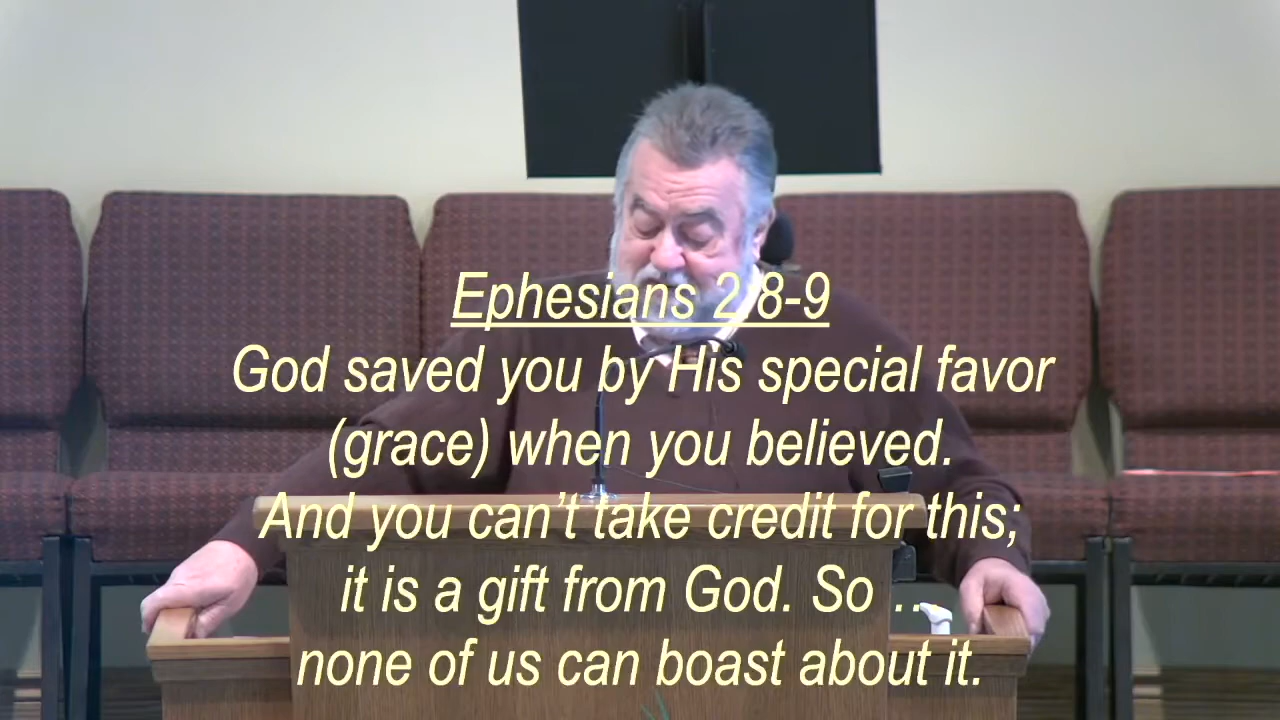 Ephesians 2:8-9
God saved you by His special favor
(grace) when you believed.
And you can't take credit for this;
it is a gift from God. So …
none of us can boast about it.